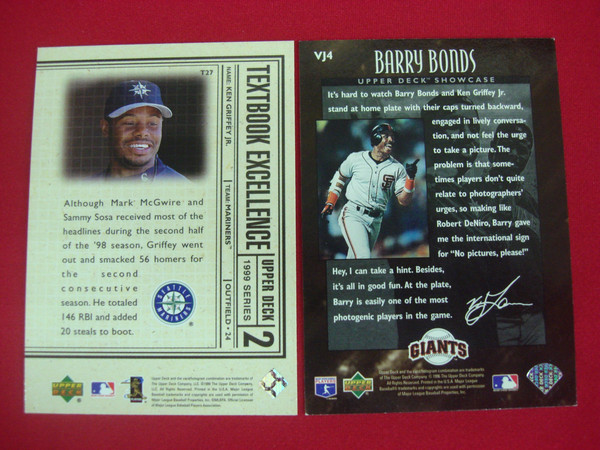 T27
TEXTBOOK EXCELLENCE
NAME: KEN GRIFFEY JR.
TEAM: MARINERS™
OUTFIELD • 24
UPPER DECK
1999 SERIES
2
Although Mark McGwire and
Sammy Sosa received most of the
headlines during the second half
of the '98 season, Griffey went
out and smacked 56 homers for
the second
consecutive
season. He totaled
146 RBI and added
20 steals to boot.
SEATTLE
MARINERS
UPPER DECK
VJ4
BARRY BONDS
UPPER DECK™ SHOWCASE
It's hard to watch Barry Bonds and Ken Griffey Jr.
stand at home plate with their caps turned backward,
engaged in lively conversa-
tion, and not feel the urge
to take a picture. The
problem is that some-
times players don't quite
relate to photographers'
urges, so making like
Robert DeNiro, Barry gave
me the international sign
for "No pictures, please!"
Hey, I can take a hint. Besides,
it's all in good fun. At the plate,
Barry is easily one of the most
photogenic players in the game.
GIANTS
PLAYERS
UPPER DECK